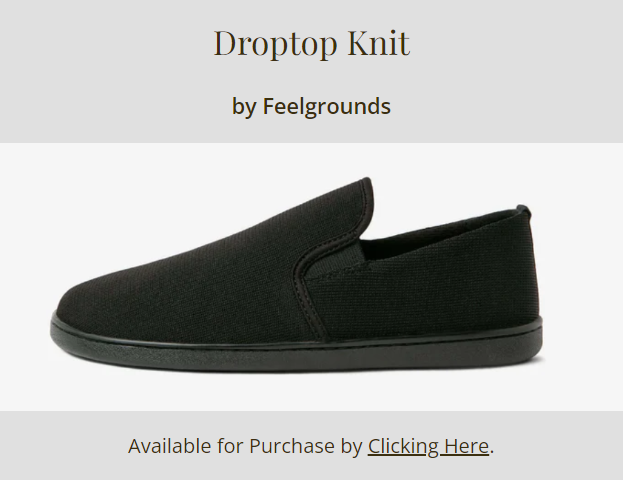 Droptop Knit
by Feelgrounds
Available for Purchase by Clicking Here.